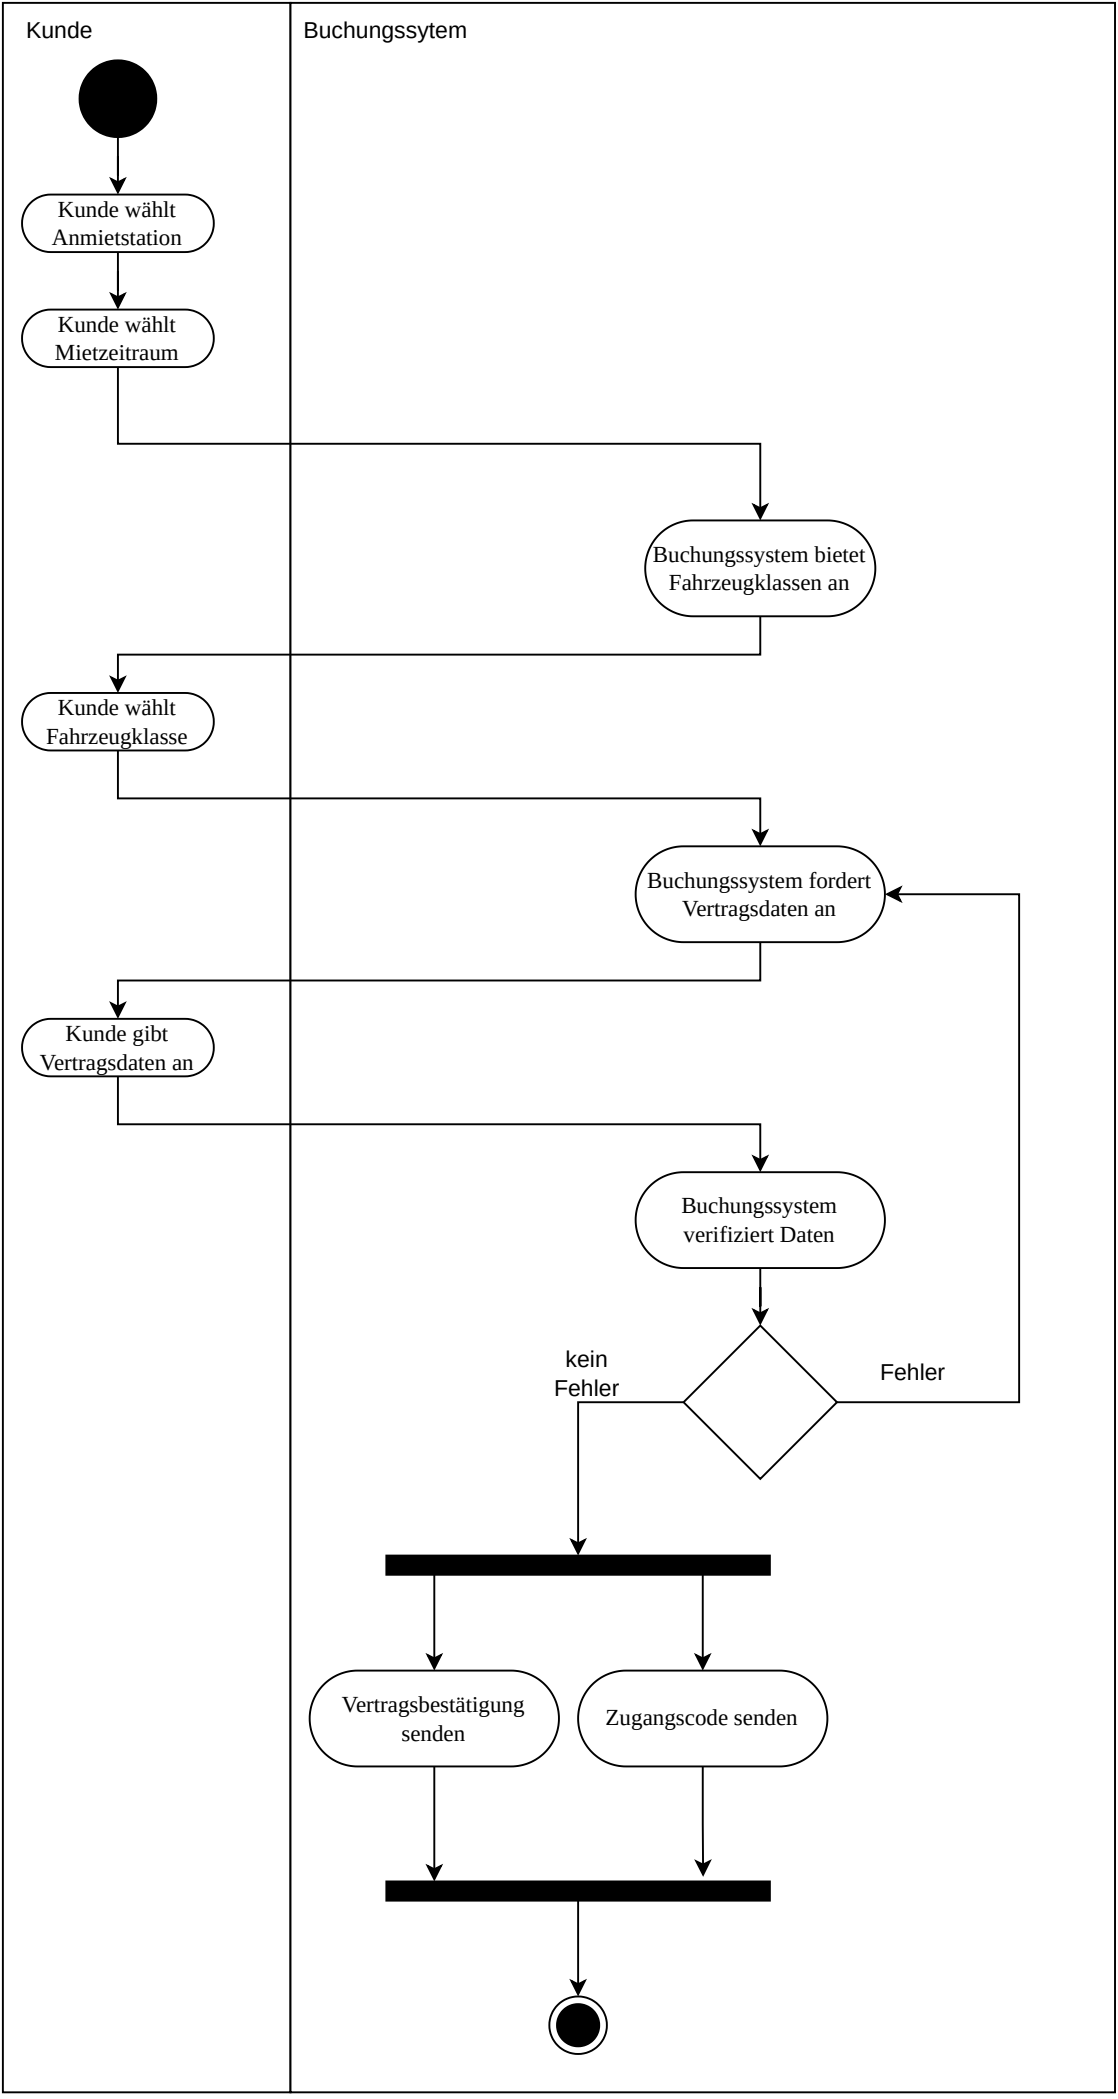 Kunde
Buchungssytem
Kunde wählt
Anmietstation
Kunde wählt
Mietzeitraum
Buchungssystem bietet
Fahrzeugklassen an
Kunde wählt
Fahrzeugklasse
Buchungssystem fordert
Vertragsdaten an
Kunde gibt
Vertragsdaten an
Buchungssystem
verifiziert Daten
kein
Fehler
Fehler
Vertragsbestätigung
senden
Zugangscode senden